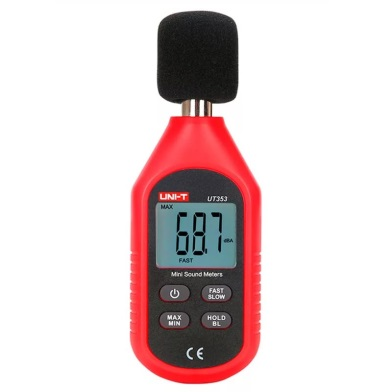 UNI-T UT353
MAX
68.7 dBA
FAST
Mini Sound Meters
FAST
SLOW
MAX
MIN
HOLD
BL
CE